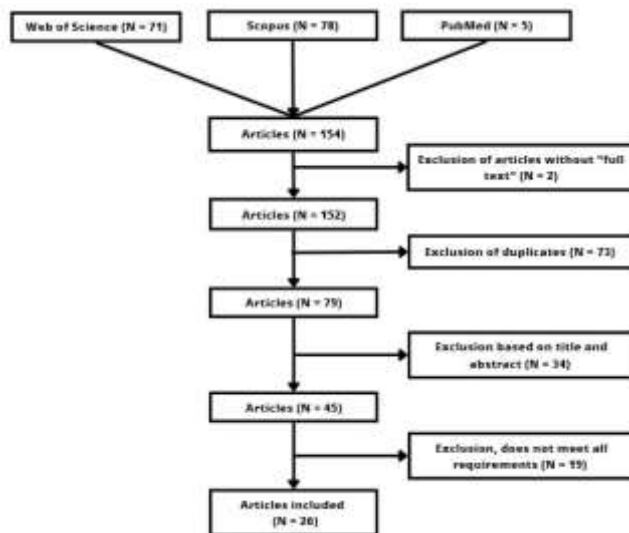 Web of Science (N = 71)
Scopus (N = 78)
PubMed (N = 5)
Articles (N = 154)
Exclusion of articles without "full
text" (N = 2)
Articles (N = 152)
Exclusion of duplicates (N = 73)
Articles (N = 79)
Exclusion based on title and
abstract (N = 34)
Articles (N = 45)
Exclusion, does not meet all
requirements (N = 19)
Articles included
(N = 26)